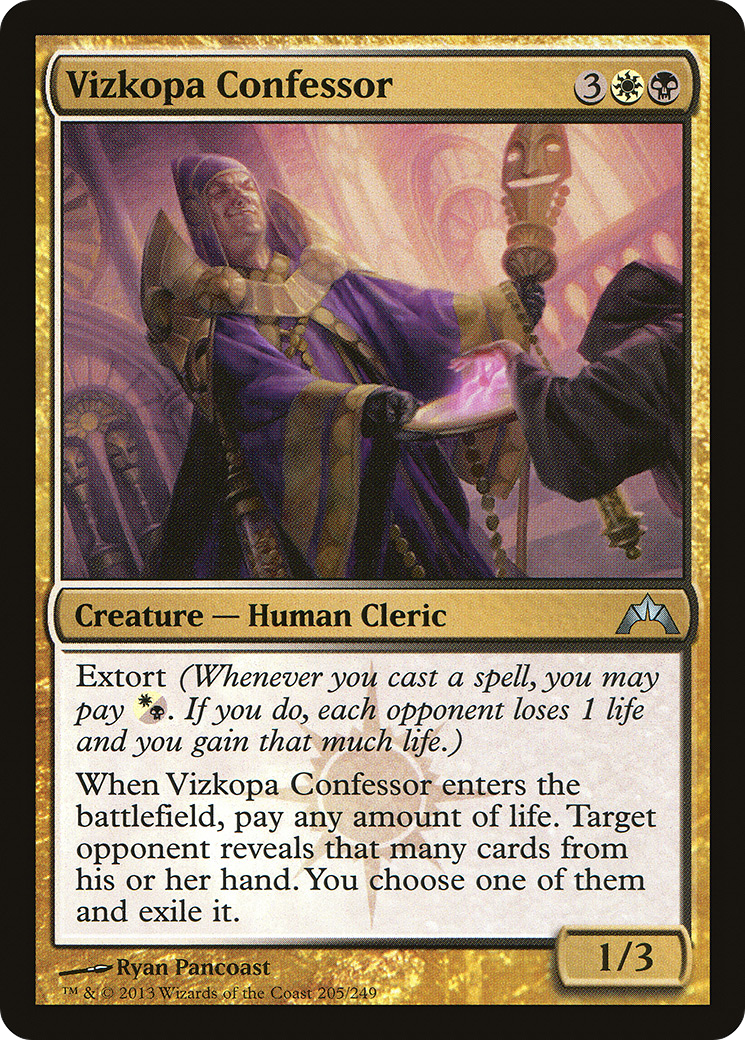 Vizkopa Confessor 3
Creature — Human Cleric
Extort (Whenever you cast a spell, you may
pay . If you do, each opponent loses 1 life
and you gain that much life.)
When Vizkopa Confessor enters the
battlefield, pay any amount of life. Target
opponent reveals that many cards from
his or her hand. You choose one of them
and exile it.
1/3
Ryan Pancoast
™ & © 2013 Wizards of the Coast 205/249